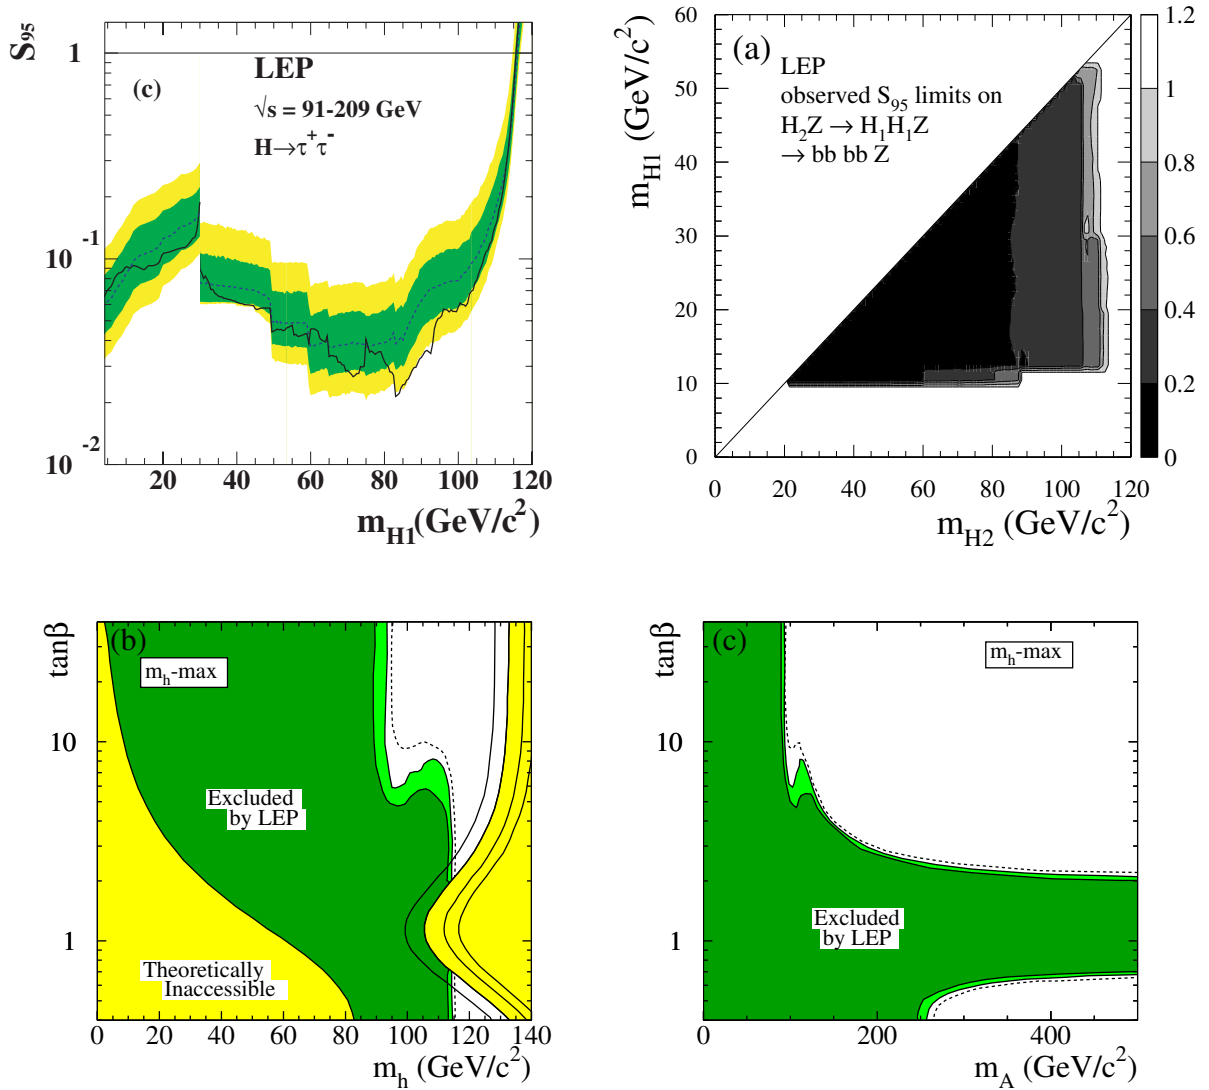 S95
1
10-1
10-2
(c)
LEP
√s = 91-209 GeV
H→τ+τ-
20 40 60 80 100 120
mH1(GeV/c2)
mH1 (GeV/c2)
60
50
40
30
20
10
0
(a)
LEP
observed S95 limits on
H2Z → H1H1Z
→ bb bb Z
0 20 40 60 80 100 120
mH2 (GeV/c2)
1.2
1
0.8
0.6
0.4
0.2
0
tanβ
10
1
(b)
mh-max
Excluded
by LEP
Theoretically
Inaccessible
0 20 40 60 80 100 120 140
mh (GeV/c2)
tanβ
10
1
(c)
mh-max
Excluded
by LEP
0 200 400
mA (GeV/c2)